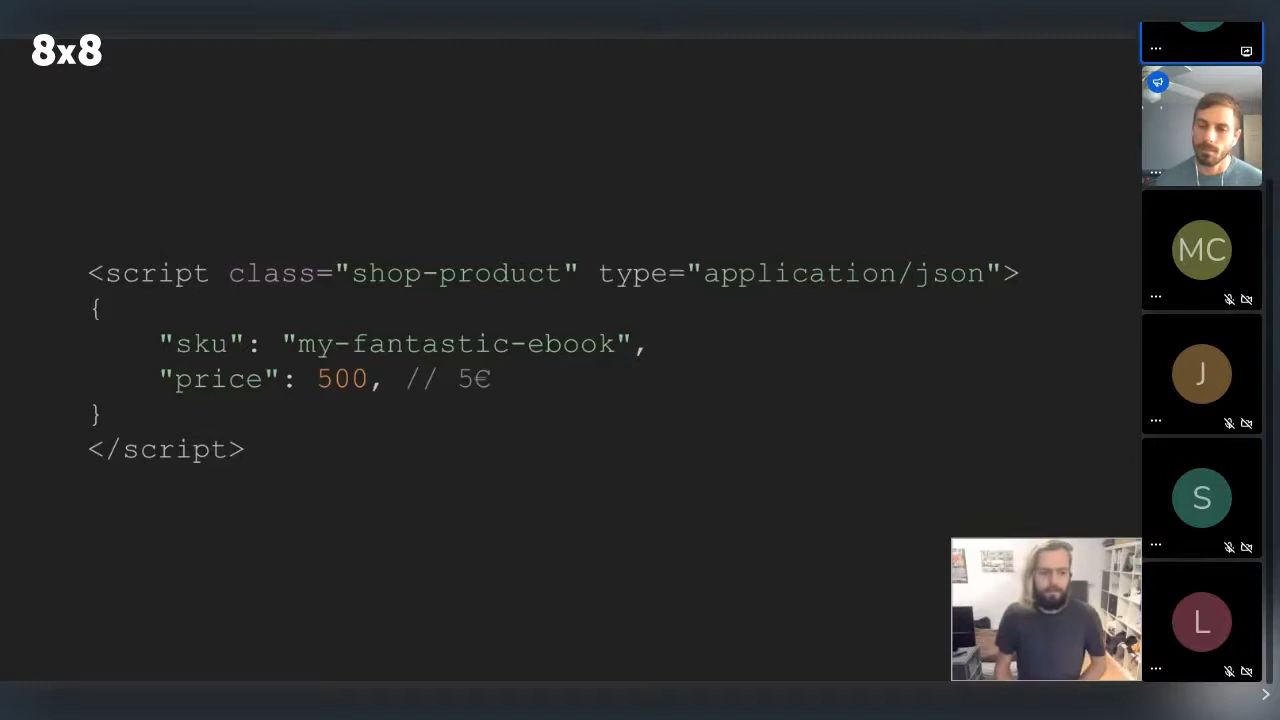 8x8
<script class="shop-product" type="application/json">
{
"sku": "my-fantastic-ebook",
"price": 500, // 5€
}
</script>
MC
J
S
L